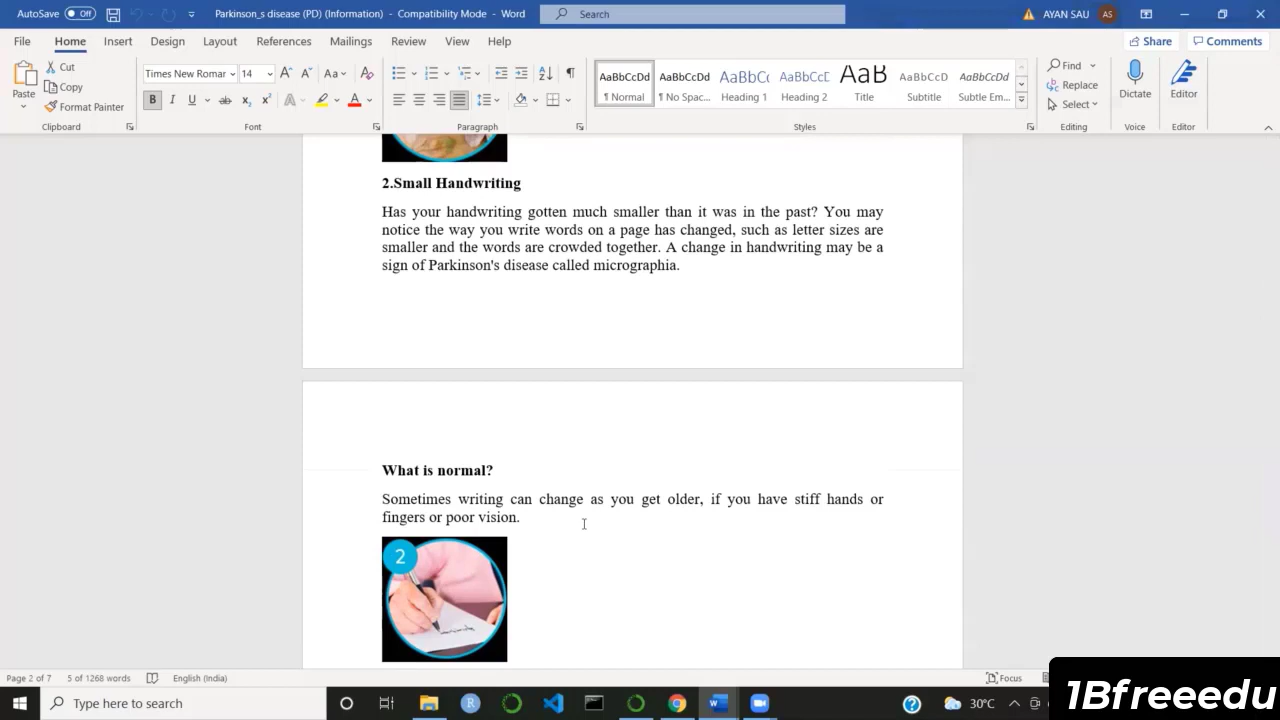 AutoSave Off Parkinson,s disease (PD) (Information) - Compatibility Mode - Word Search AYAN SAU AS
File Home Insert Design Layout References Mailings Review View Help Share Comments
Paste Cut Copy Format Painter Clipboard
Times New Roman 14 Aa Font
Paragraph
AaBbCcDd AaBbCcDd AaBbCc AaBbCcE AaB AaBbCcD AaBbCcDd
¶ Normal ¶ No Spac... Heading 1 Heading 2 Title Subtitle Subtle Em...
Styles
Find Replace Select Editing
Dictate Voice
Editor Editor
2.Small Handwriting
Has your handwriting gotten much smaller than it was in the past? You may
notice the way you write words on a page has changed, such as letter sizes are
smaller and the words are crowded together. A change in handwriting may be a
sign of Parkinson's disease called micrographia.
What is normal?
Sometimes writing can change as you get older, if you have stiff hands or
fingers or poor vision.
2
Page 2 of 7 5 of 1268 words English (India) Focus
Type here to search 30°C
1Bfreeedu